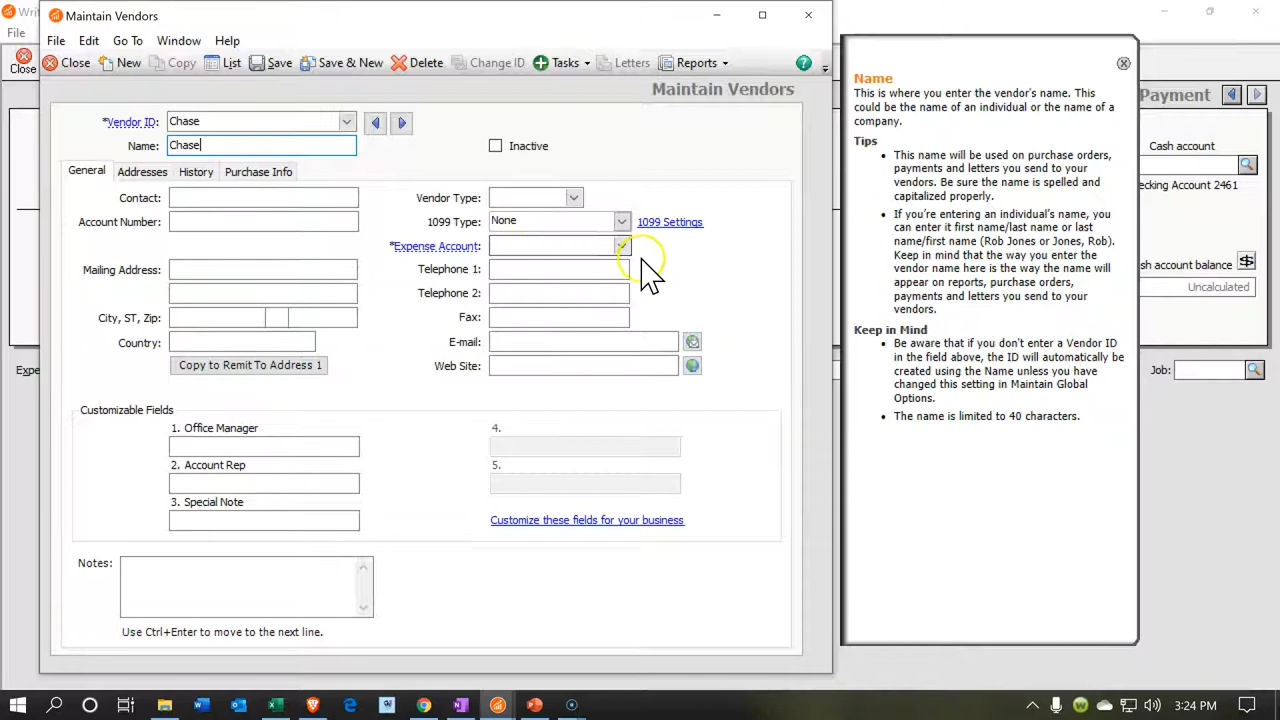 Maintain Vendors
Writ
File
File Edit Go To Window Help
Close
Close New Copy List Save Save & New Delete Change ID Tasks Letters Reports
Maintain Vendors
*Vendor ID: Chase
Name: Chase
Inactive
General Addresses History Purchase Info
Contact:
Account Number:
Mailing Address:
City, ST, Zip:
Country:
Copy to Remit To Address 1
Vendor Type:
1099 Type: None 1099 Settings
*Expense Account:
Telephone 1:
Telephone 2:
Fax:
E-mail:
Web Site:
Customizable Fields
1. Office Manager
2. Account Rep
3. Special Note
4.
5.
Customize these fields for your business
Notes:
Use Ctrl+Enter to move to the next line.
Expe
Name
This is where you enter the vendor's name. This
could be the name of an individual or the name of a
company.
Tips
• This name will be used on purchase orders,
payments and letters you send to your
vendors. Be sure the name is spelled and
capitalized properly.
• If you're entering an individual's name, you
can enter it first name/last name or last
name/first name (Rob Jones or Jones, Rob).
Keep in mind that the way you enter the
vendor name here is the way the name will
appear on reports, purchase orders,
payments and letters you send to your
vendors.
Keep in Mind
• Be aware that if you don't enter a Vendor ID
in the field above, the ID will automatically be
created using the Name unless you have
changed this setting in Maintain Global
Options.
• The name is limited to 40 characters.
Payment
Cash account
ecking Account 2461
sh account balance
Uncalculated
Job:
3:24 PM